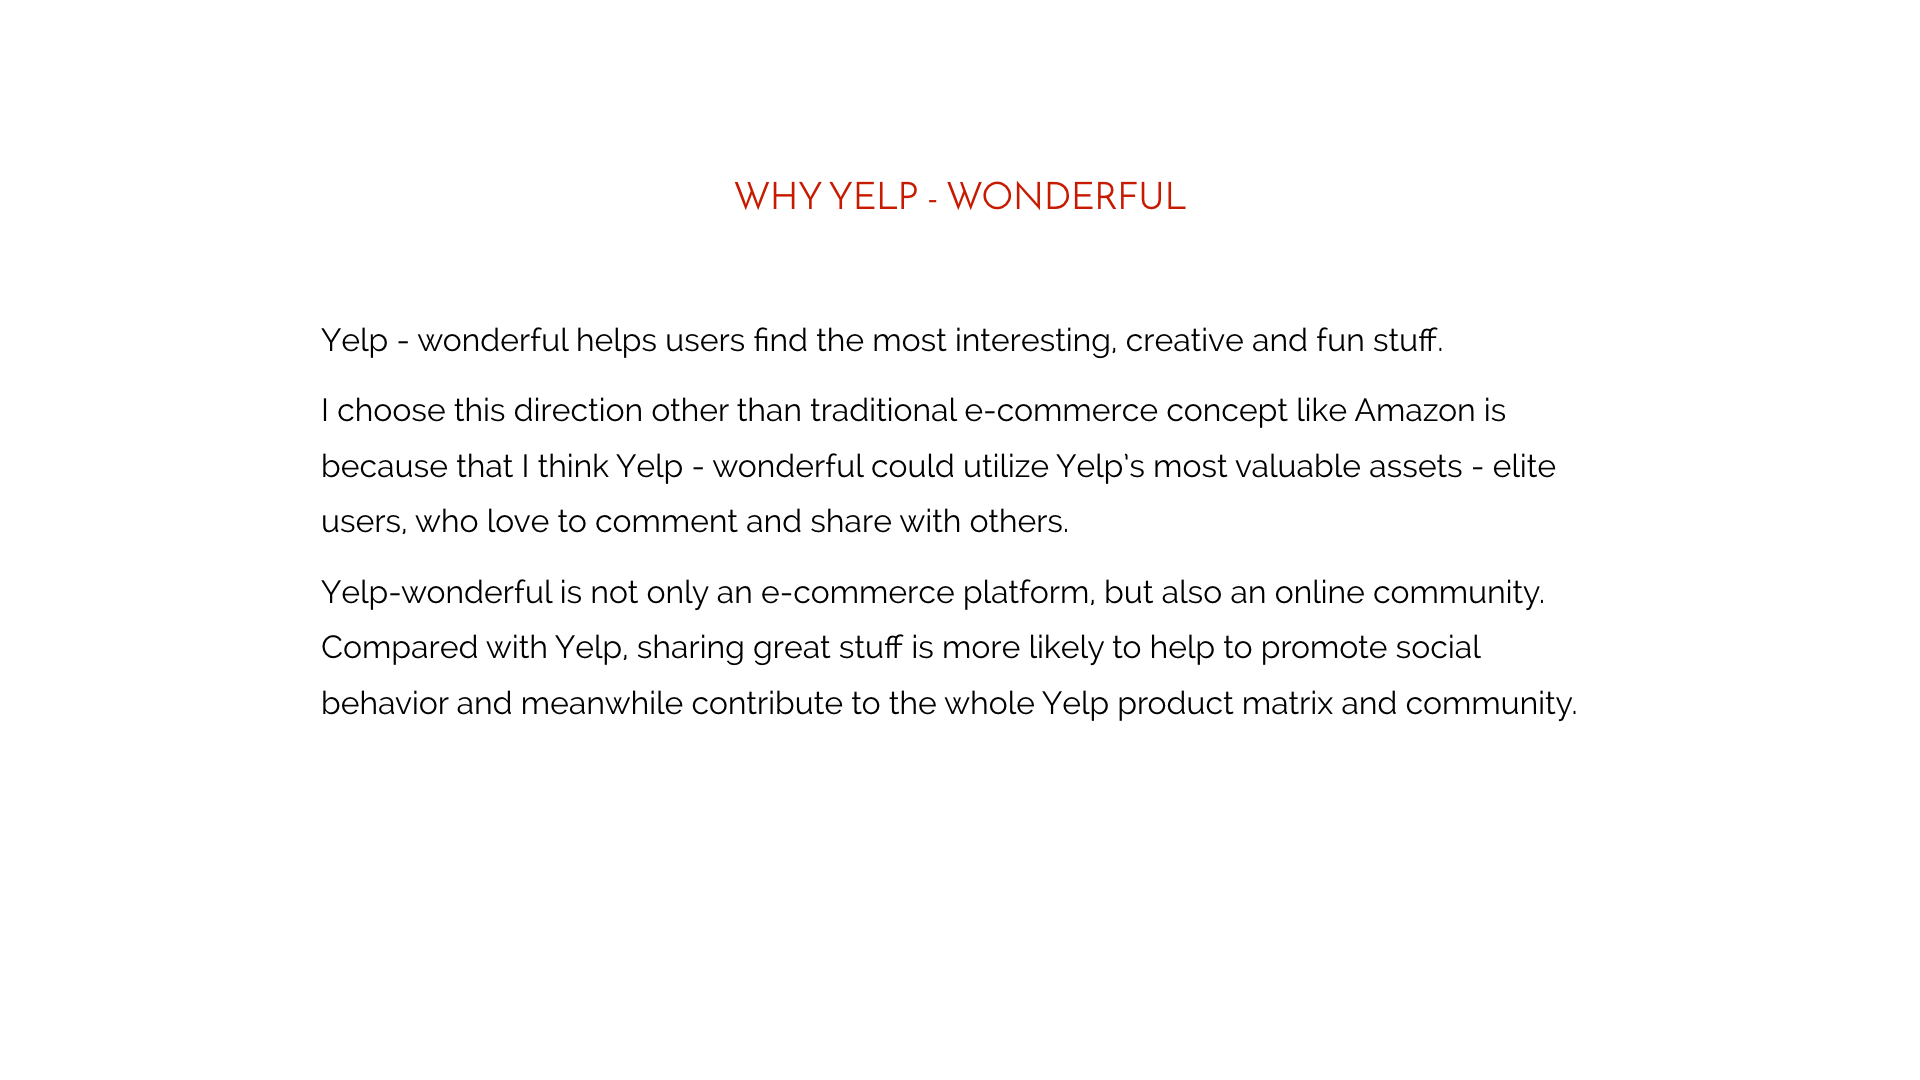 WHY YELP - WONDERFUL
Yelp - wonderful helps users find the most interesting, creative and fun stuff.
I choose this direction other than traditional e-commerce concept like Amazon is
because that I think Yelp - wonderful could utilize Yelp's most valuable assets - elite
users, who love to comment and share with others.
Yelp-wonderful is not only an e-commerce platform, but also an online community.
Compared with Yelp, sharing great stuff is more likely to help to promote social
behavior and meanwhile contribute to the whole Yelp product matrix and community.